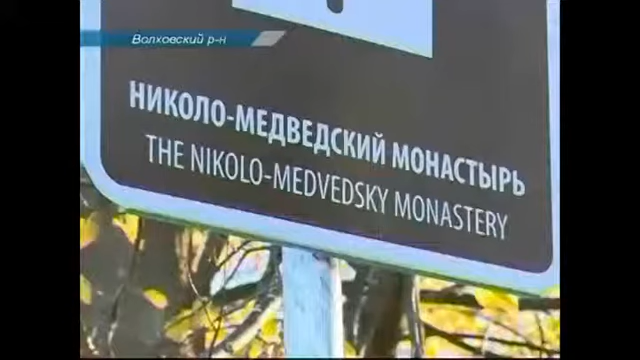 Волховский р-н
НИКОЛО-МЕДВЕДСКИЙ МОНАСТЫРЬ
THE NIKOLO-MEDVEDSKY MONASTERY